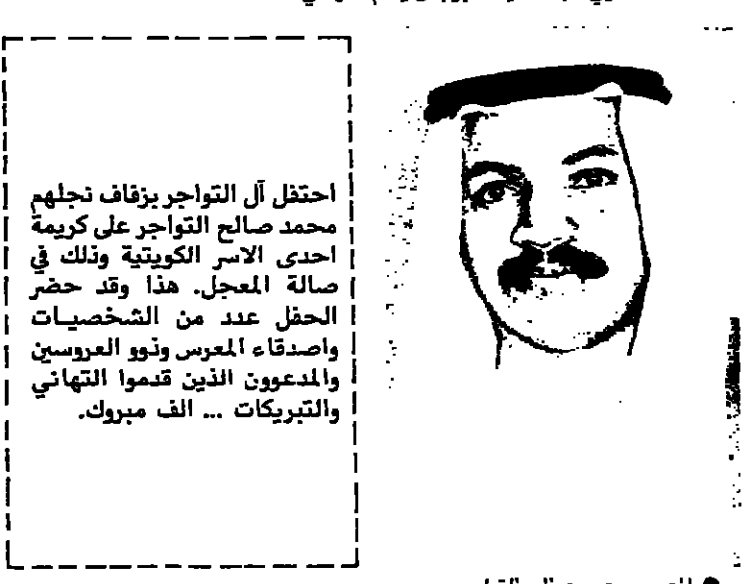 احتفل آل التواجر بزفاف نجلهم
محمد صالح التواجر على كريمة
احدى الاسر الكويتية وذلك في
صالة المعجل. هذا وقد حضر
الحفل عدد من الشخصيات
واصدقاء المعرس وذوو العروسين
والمدعوون الذين قدموا التهاني
والتبريكات ... الف مبروك.